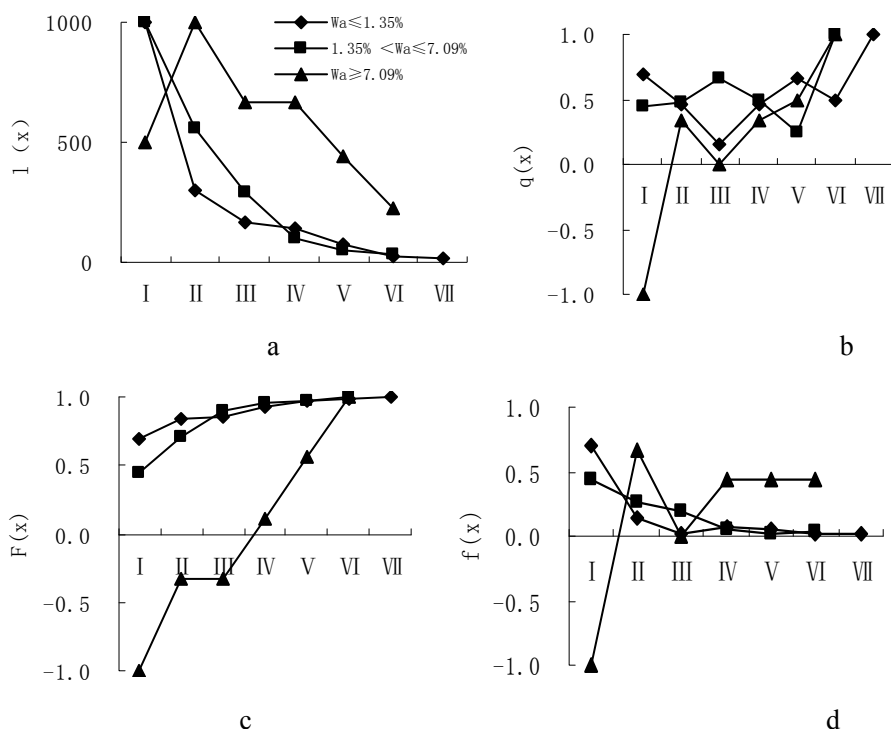 Wa≤1.35%
1.35% <Wa≤7.09%
Wa≥7.09%
1000
500
0
l (x)
Ⅰ Ⅱ Ⅲ Ⅳ Ⅴ Ⅵ Ⅶ
a
1.0
0.5
0.0
-0.5
-1.0
q(x)
Ⅰ Ⅱ Ⅲ Ⅳ Ⅴ Ⅵ Ⅶ
b
1.0
0.5
0.0
-0.5
-1.0
F(x)
Ⅰ Ⅱ Ⅲ Ⅳ Ⅴ Ⅵ Ⅶ
c
1.0
0.5
0.0
-0.5
-1.0
f(x)
Ⅰ Ⅱ Ⅲ Ⅳ Ⅴ Ⅵ Ⅶ
d